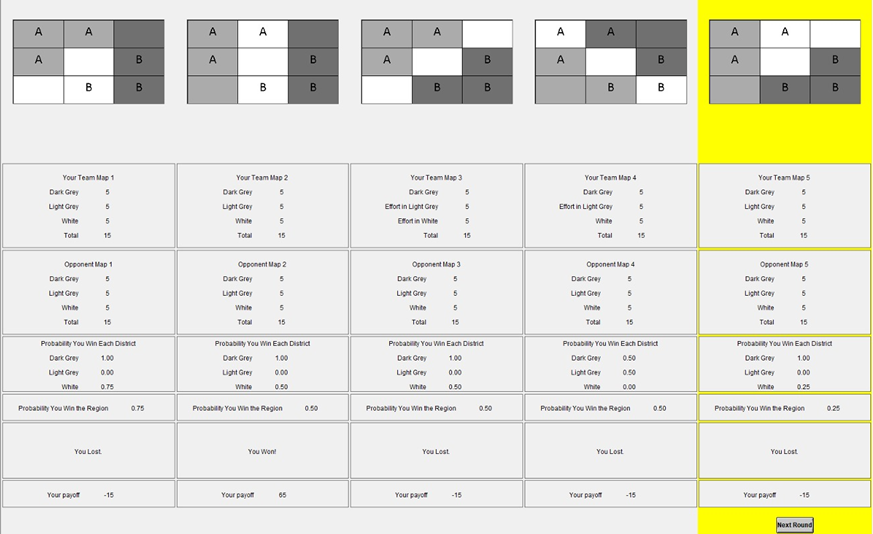 A A
A B
B B
A
A B
B B
A A
A B
B B
A A
A B
B B
A A
A B
B B
Your Team Map 1
Dark Grey 5
Light Grey 5
White 5
Total 15
Your Team Map 2
Dark Grey 5
Light Grey 5
White 5
Total 15
Your Team Map 3
Dark Grey 5
Effort in Light Grey 5
Effort in White 5
Total 15
Your Team Map 4
Dark Grey 5
Effort in Light Grey 5
White 5
Total 15
Your Team Map 5
Dark Grey 5
Light Grey 5
White 5
Total 15
Opponent Map 1
Dark Grey 5
Light Grey 5
White 5
Total 15
Opponent Map 2
Dark Grey 5
Light Grey 5
White 5
Total 15
Opponent Map 3
Dark Grey 5
Light Grey 5
White 5
Total 15
Opponent Map 4
Dark Grey 5
Light Grey 5
White 5
Total 15
Opponent Map 5
Dark Grey 5
Light Grey 5
White 5
Total 15
Probability You Win Each District
Dark Grey 1.00
Light Grey 0.00
White 0.75
Probability You Win Each District
Dark Grey 1.00
Light Grey 0.00
White 0.50
Probability You Win Each District
Dark Grey 1.00
Light Grey 0.00
White 0.50
Probability You Win Each District
Dark Grey 0.50
Light Grey 0.50
White 0.00
Probability You Win Each District
Dark Grey 1.00
Light Grey 0.00
White 0.25
Probability You Win the Region 0.75
Probability You Win the Region 0.50
Probability You Win the Region 0.50
Probability You Win the Region 0.50
Probability You Win the Region 0.25
You Lost.
You Won!
You Lost.
You Lost.
You Lost.
Your payoff -15
Your payoff 65
Your payoff -15
Your payoff -15
Your payoff -15
Next Round